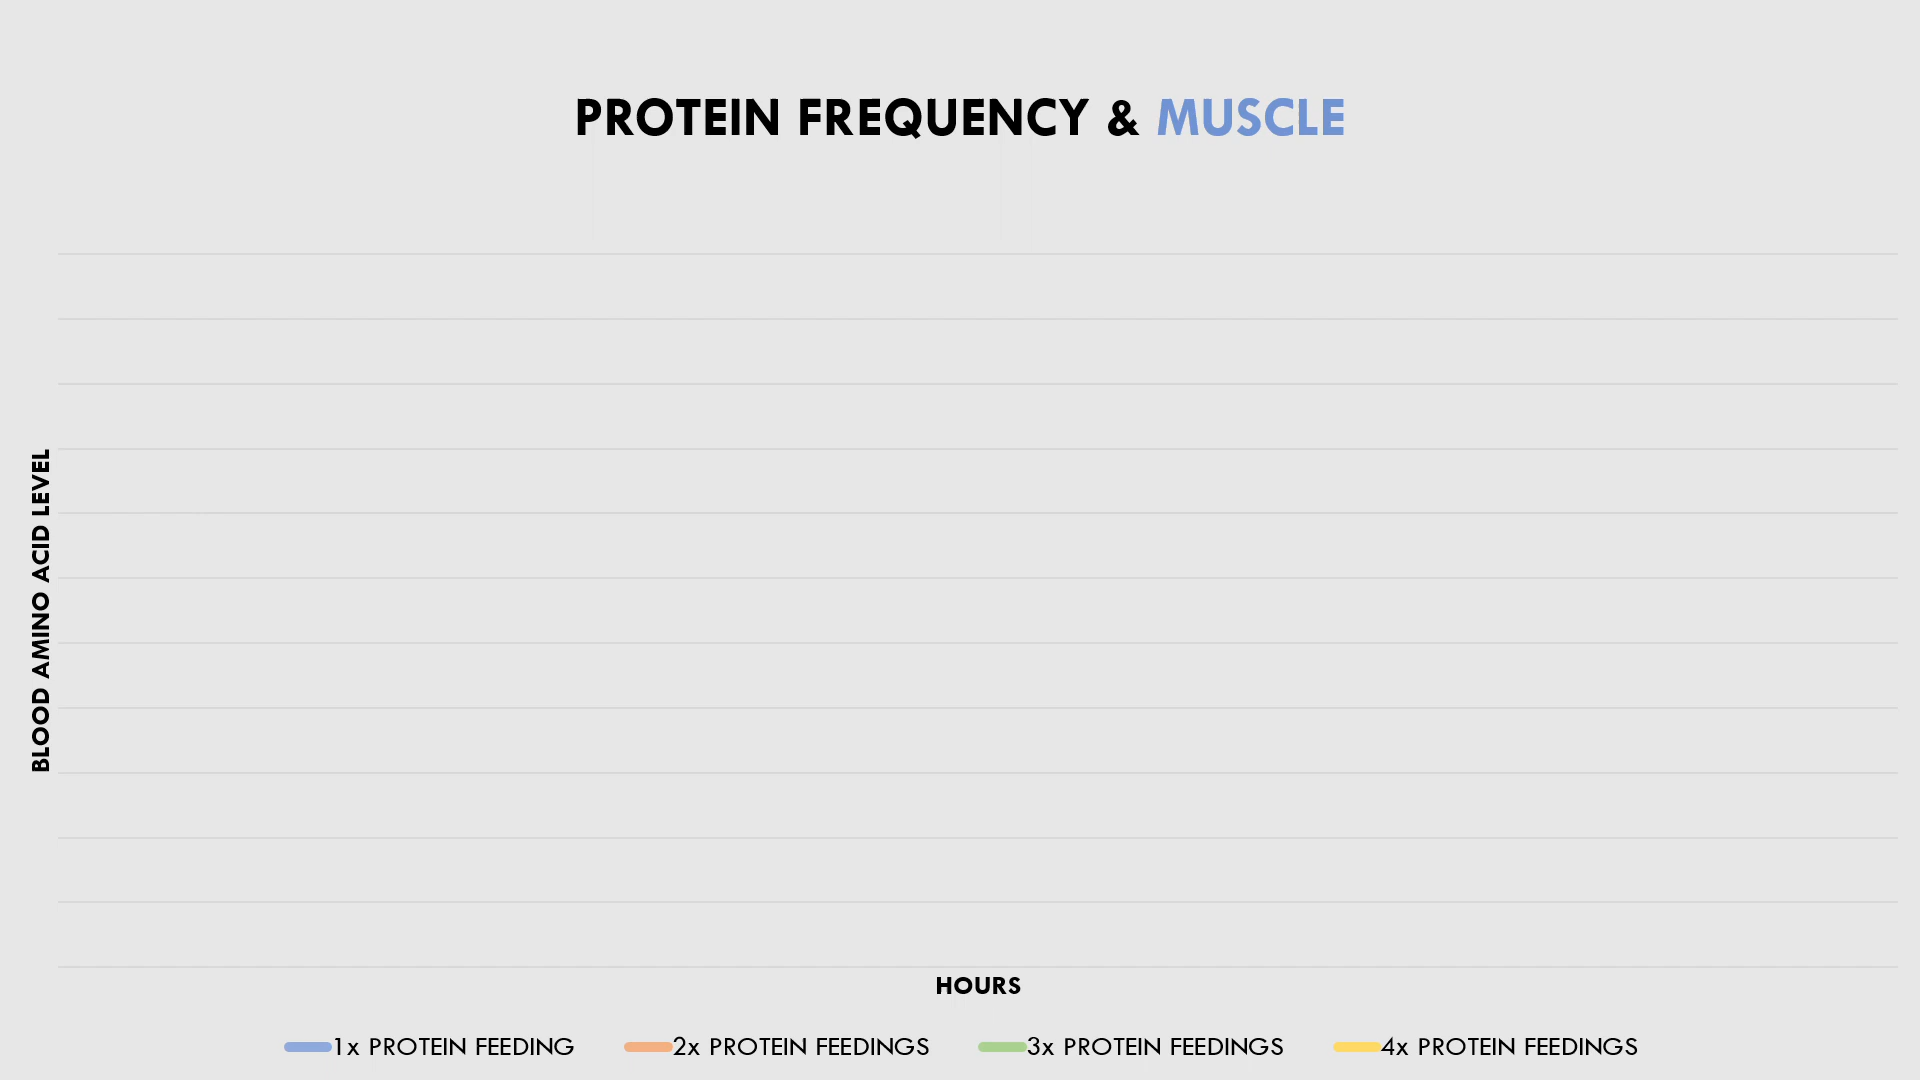 PROTEIN FREQUENCY & MUSCLE
BLOOD AMINO ACID LEVEL
HOURS
1x PROTEIN FEEDING
2x PROTEIN FEEDINGS
3x PROTEIN FEEDINGS
4x PROTEIN FEEDINGS